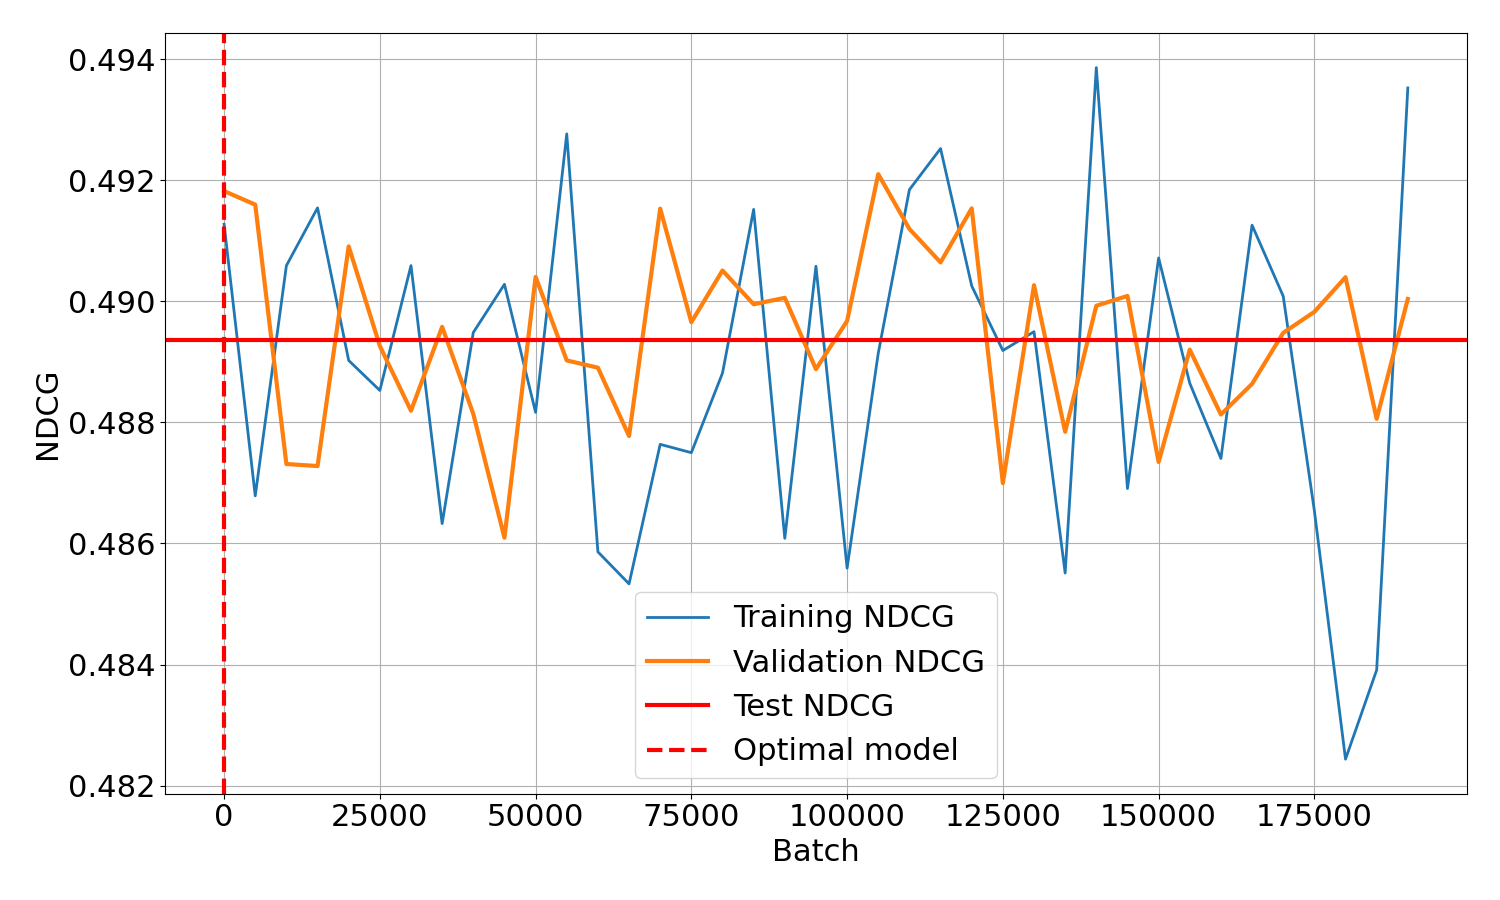 0.494
0.492
0.490
0.488
0.486
0.484
0.482
NDCG
Training NDCG
Validation NDCG
Test NDCG
Optimal model
0 25000 50000 75000 100000 125000 150000 175000
Batch